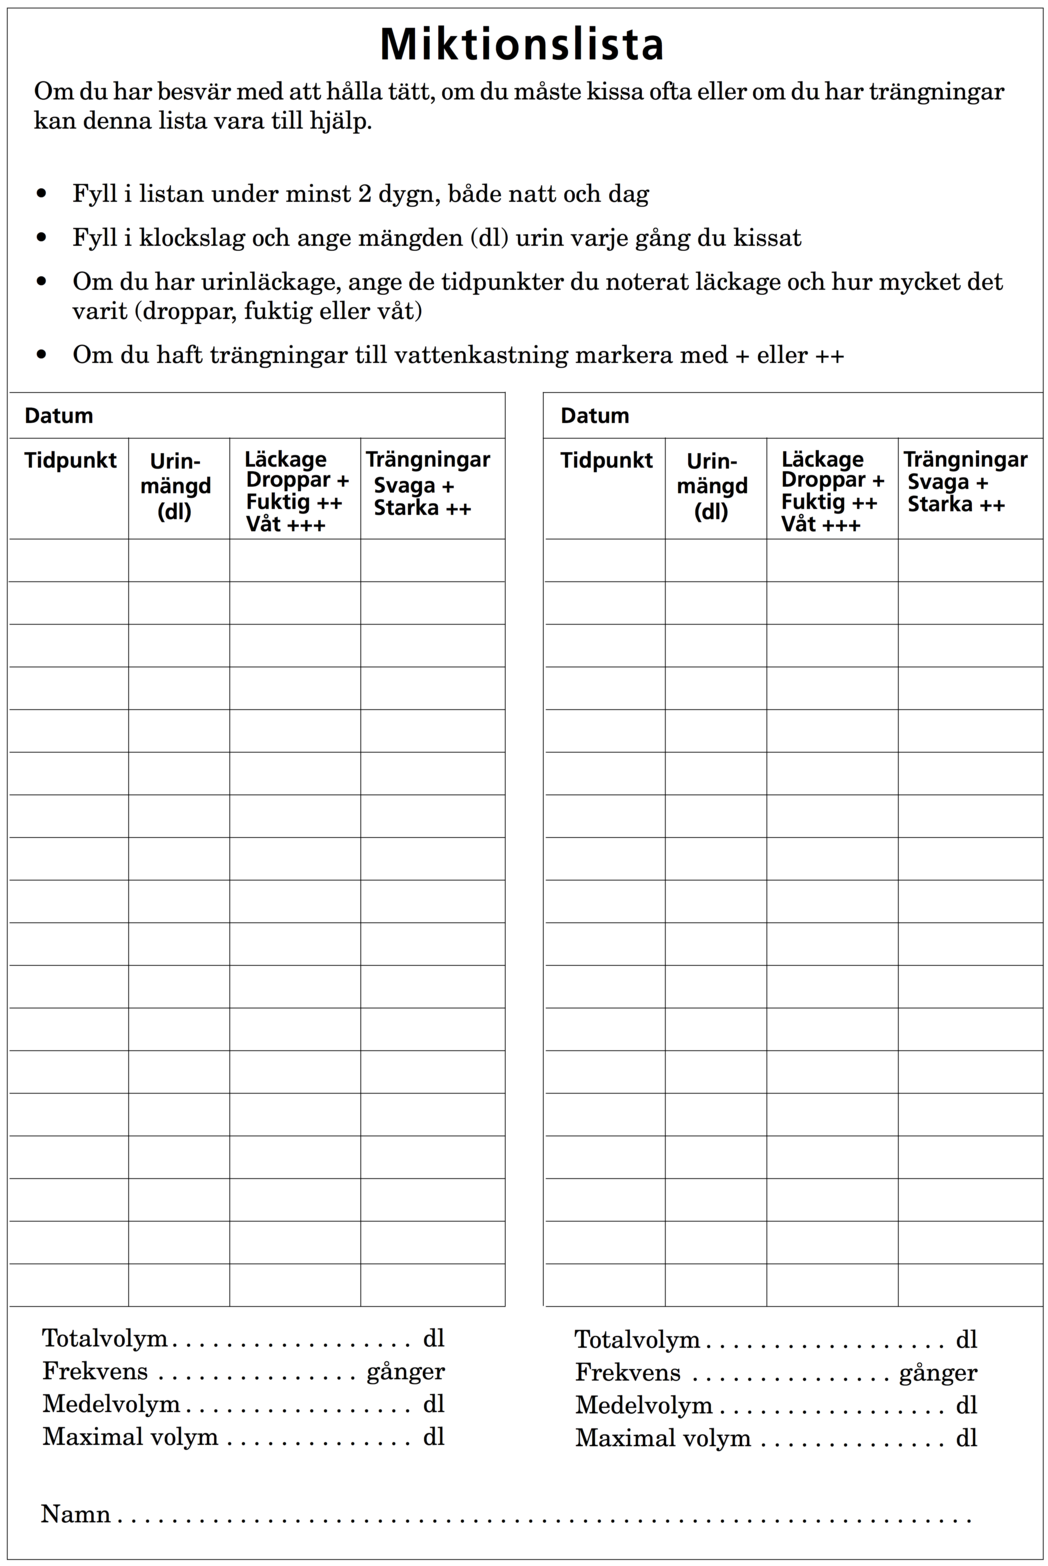 Miktionslista
Om du har besvär med att hålla tätt, om du måste kissa ofta eller om du har trängningar
kan denna lista vara till hjälp.
• Fyll i listan under minst 2 dygn, både natt och dag
• Fyll i klockslag och ange mängden (dl) urin varje gång du kissat
• Om du har urinläckage, ange de tidpunkter du noterat läckage och hur mycket det
varit (droppar, fuktig eller våt)
• Om du haft trängningar till vattenkastning markera med + eller ++
Datum
Tidpunkt
Urin-
mängd
(dl)
Läckage
Droppar +
Fuktig ++
Våt +++
Trängningar
Svaga +
Starka ++
Datum
Tidpunkt
Urin-
mängd
(dl)
Läckage
Droppar +
Fuktig ++
Våt +++
Trängningar
Svaga +
Starka ++
Totalvolym . . . . . . . . . . . . . . . . . . dl
Frekvens . . . . . . . . . . . . . . . gånger
Medelvolym . . . . . . . . . . . . . . . . . dl
Maximal volym . . . . . . . . . . . . . . dl
Totalvolym . . . . . . . . . . . . . . . . . . dl
Frekvens . . . . . . . . . . . . . . . gånger
Medelvolym . . . . . . . . . . . . . . . . . dl
Maximal volym . . . . . . . . . . . . . . dl
Namn . . . . . . . . . . . . . . . . . . . . . . . . . . . . . . . . . . . . . . . . . . . . . . . . . . . . . . . . . . . . . . .